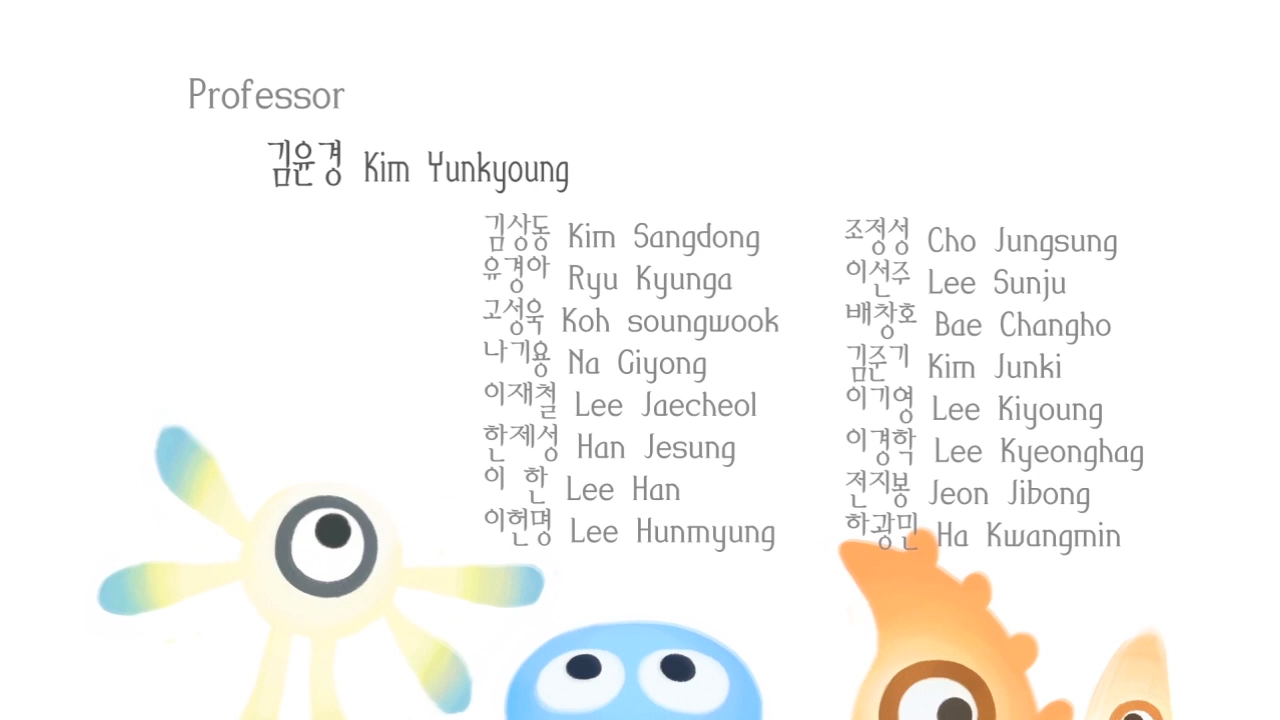 Professor
김윤경 Kim Yunkyoung
김상동 Kim Sangdong
유경아 Ryu Kyunga
고성욱 Koh soungwook
나기용 Na Giyong
이재철 Lee Jaecheol
한제성 Han Jesung
이 한 Lee Han
이헌명 Lee Hunmyung
조정성 Cho Jungsung
이선주 Lee Sunju
배창호 Bae Changho
김준기 Kim Junki
이기영 Lee Kiyoung
이경학 Lee Kyeonghag
전지봉 Jeon Jibong
하광민 Ha Kwangmin